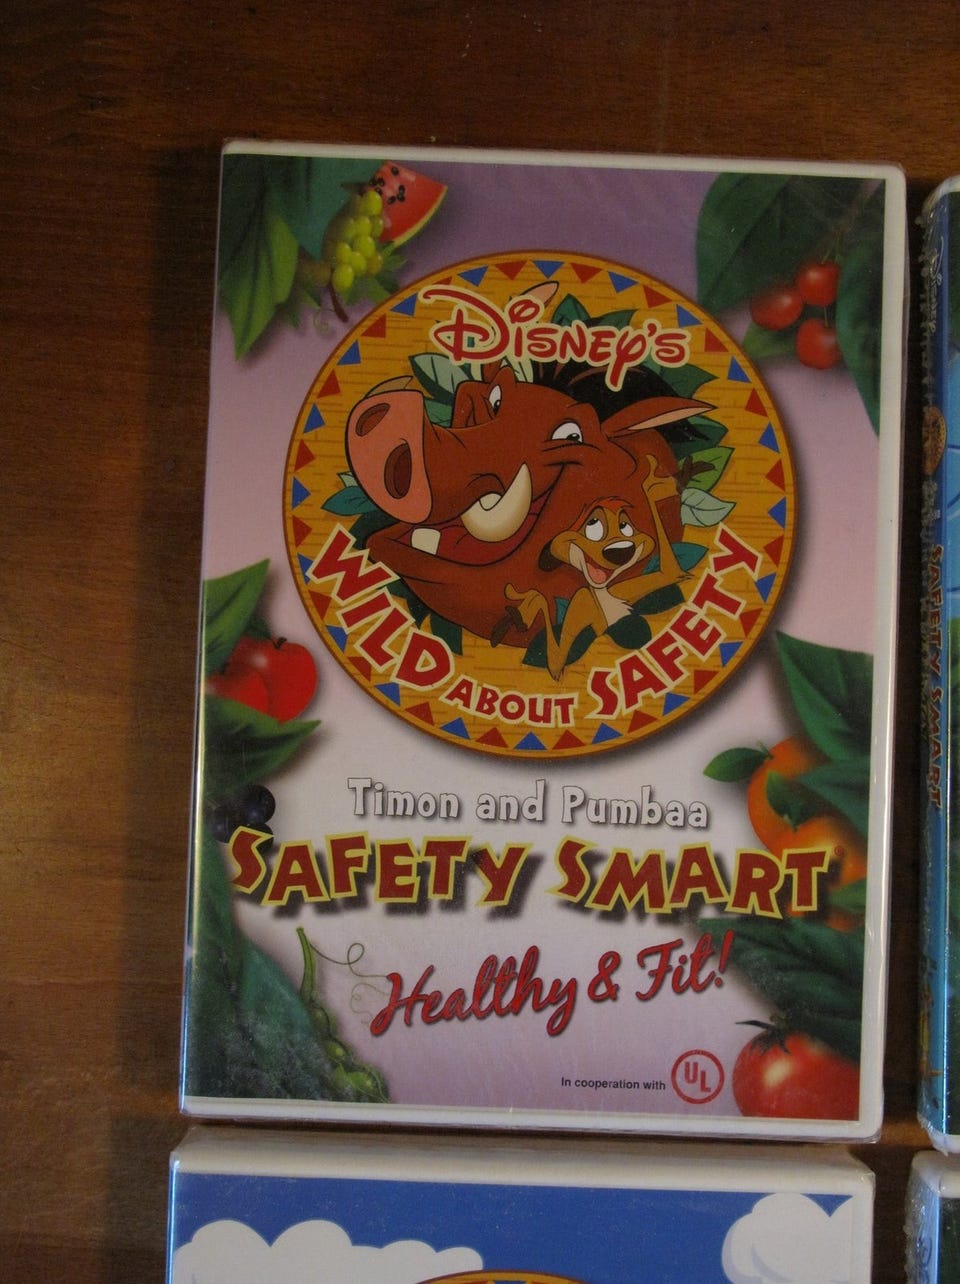 Disney's
WILD ABOUT SAFETY
Timon and Pumbaa
SAFETY SMART®
Healthy & Fit!
In cooperation with UL
SAFETY SMART